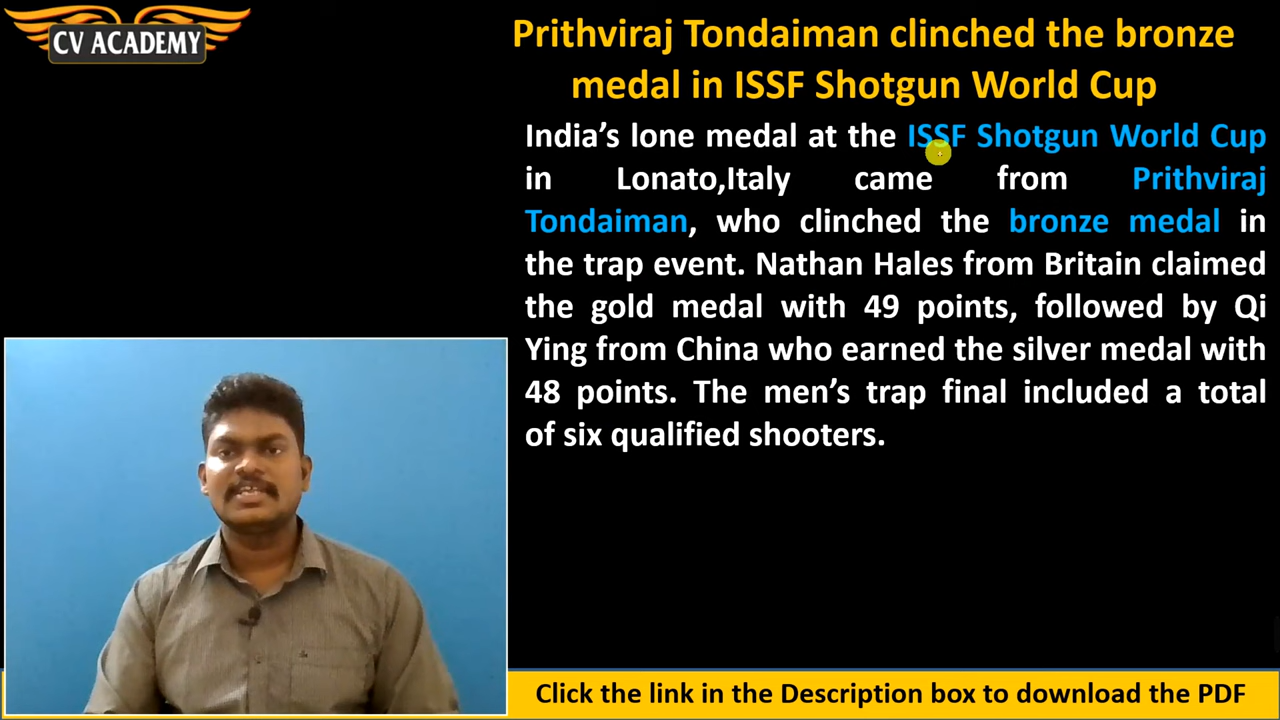 CV ACADEMY
Prithviraj Tondaiman clinched the bronze
medal in ISSF Shotgun World Cup
India’s lone medal at the ISSF Shotgun World Cup
in Lonato,Italy came from Prithviraj
Tondaiman, who clinched the bronze medal in
the trap event. Nathan Hales from Britain claimed
the gold medal with 49 points, followed by Qi
Ying from China who earned the silver medal with
48 points. The men’s trap final included a total
of six qualified shooters.
Click the link in the Description box to download the PDF